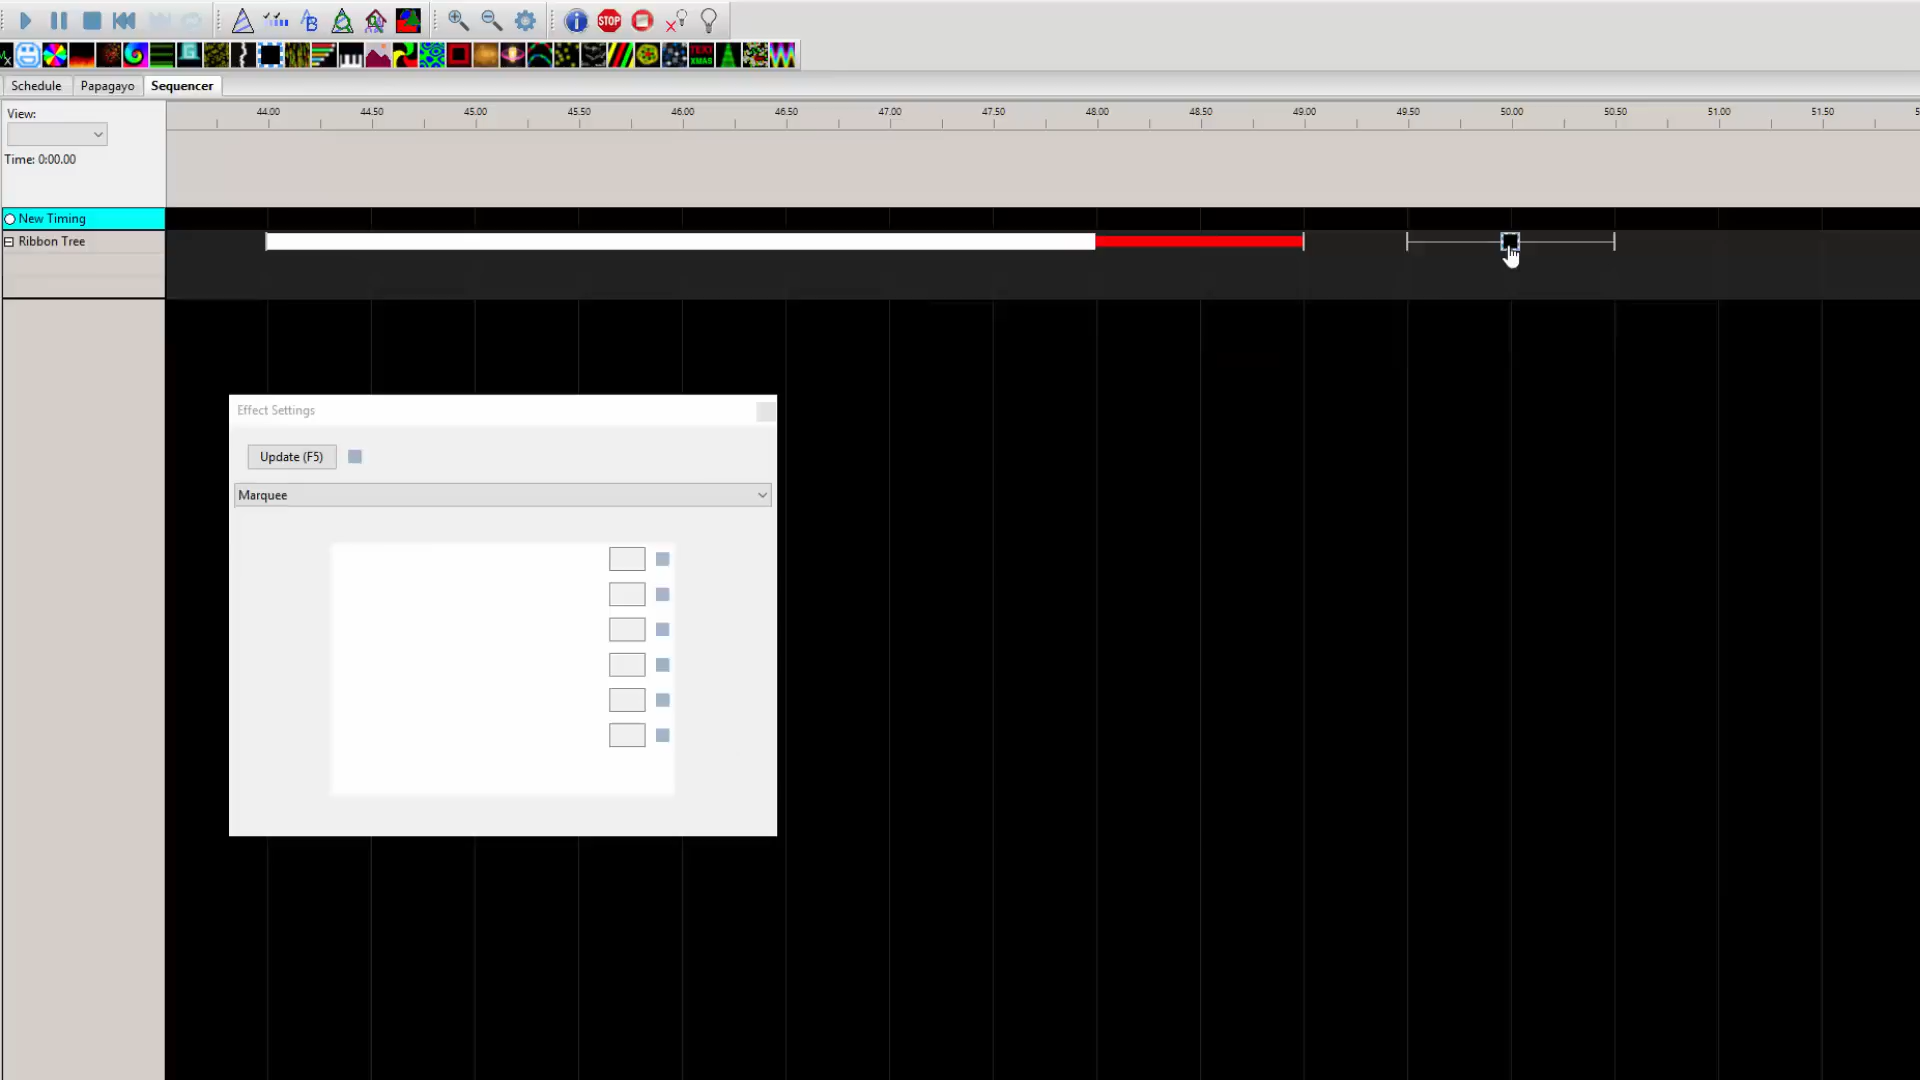 STOP
TEXT
XMAS
Schedule Papagayo Sequencer
View:
44.00 44.50 45.00 45.50 46.00 46.50 47.00 47.50 48.00 48.50 49.00 49.50 50.00 50.50 51.00 51.50
Time: 0:00.00
New Timing
Ribbon Tree
Effect Settings
Update (F5)
Marquee